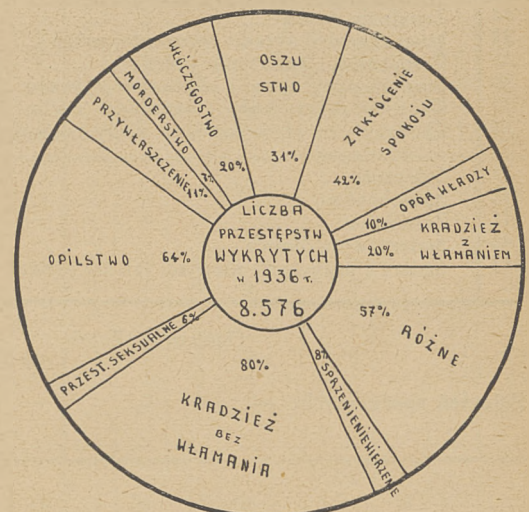 OSZU
STWO
31%
ZAKŁÓCENIE
SPOKOJU
42%
OPÓR WŁADZY
10%
KRADZIEŻ
Z
WŁAMANIEM
20%
RÓŻNE
57%
SPRZENIEWIERZENIE
8%
KRADZIEŻ
BEZ
WŁAMANIA
80%
PRZEST. SEKSUALNE 6%
OPILSTWO 64%
PRZYWŁASZCZENIE
MORDERSTWO
WŁÓCZĘGOSTWO
20%
LICZBA
PRZESTĘPSTW
WYKRYTYCH
W 1936 r.
8.576